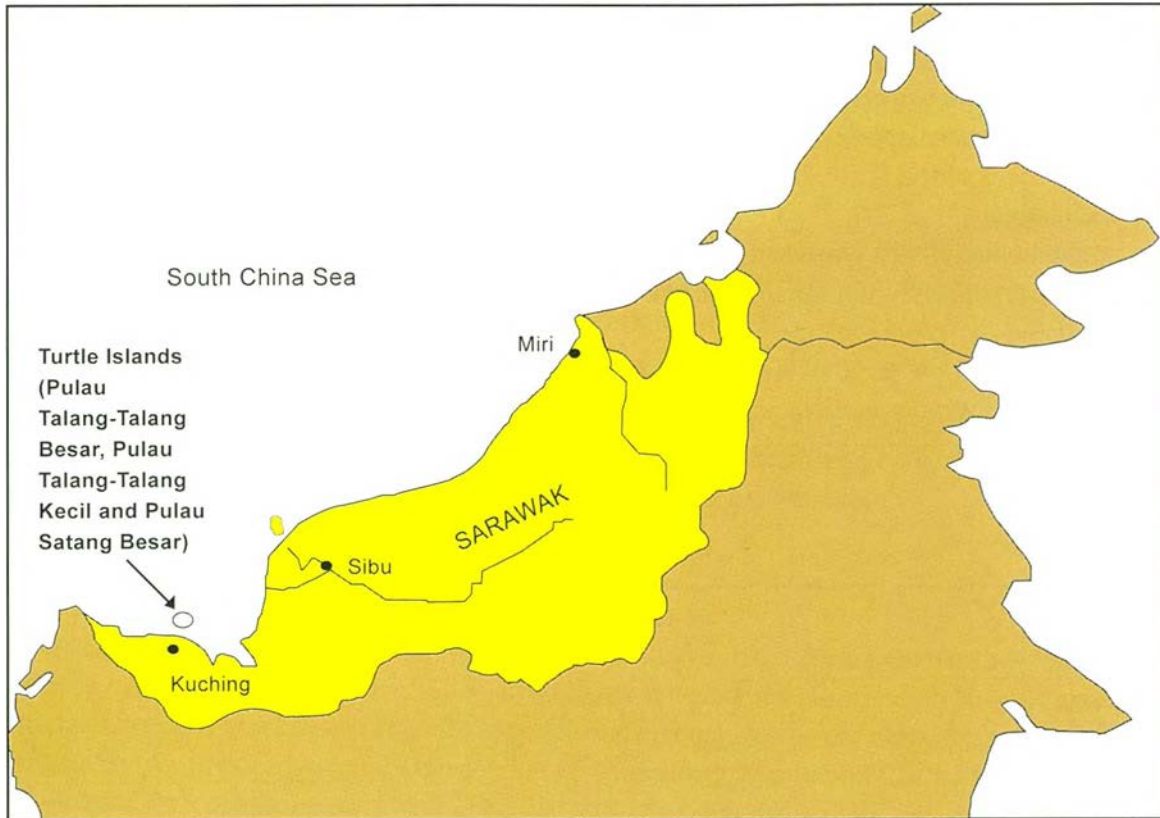 South China Sea
Miri
Turtle Islands
(Pulau
Talang-Talang
Besar, Pulau
Talang-Talang
Kecil and Pulau
Satang Besar)
SARAWAK
Sibu
Kuching